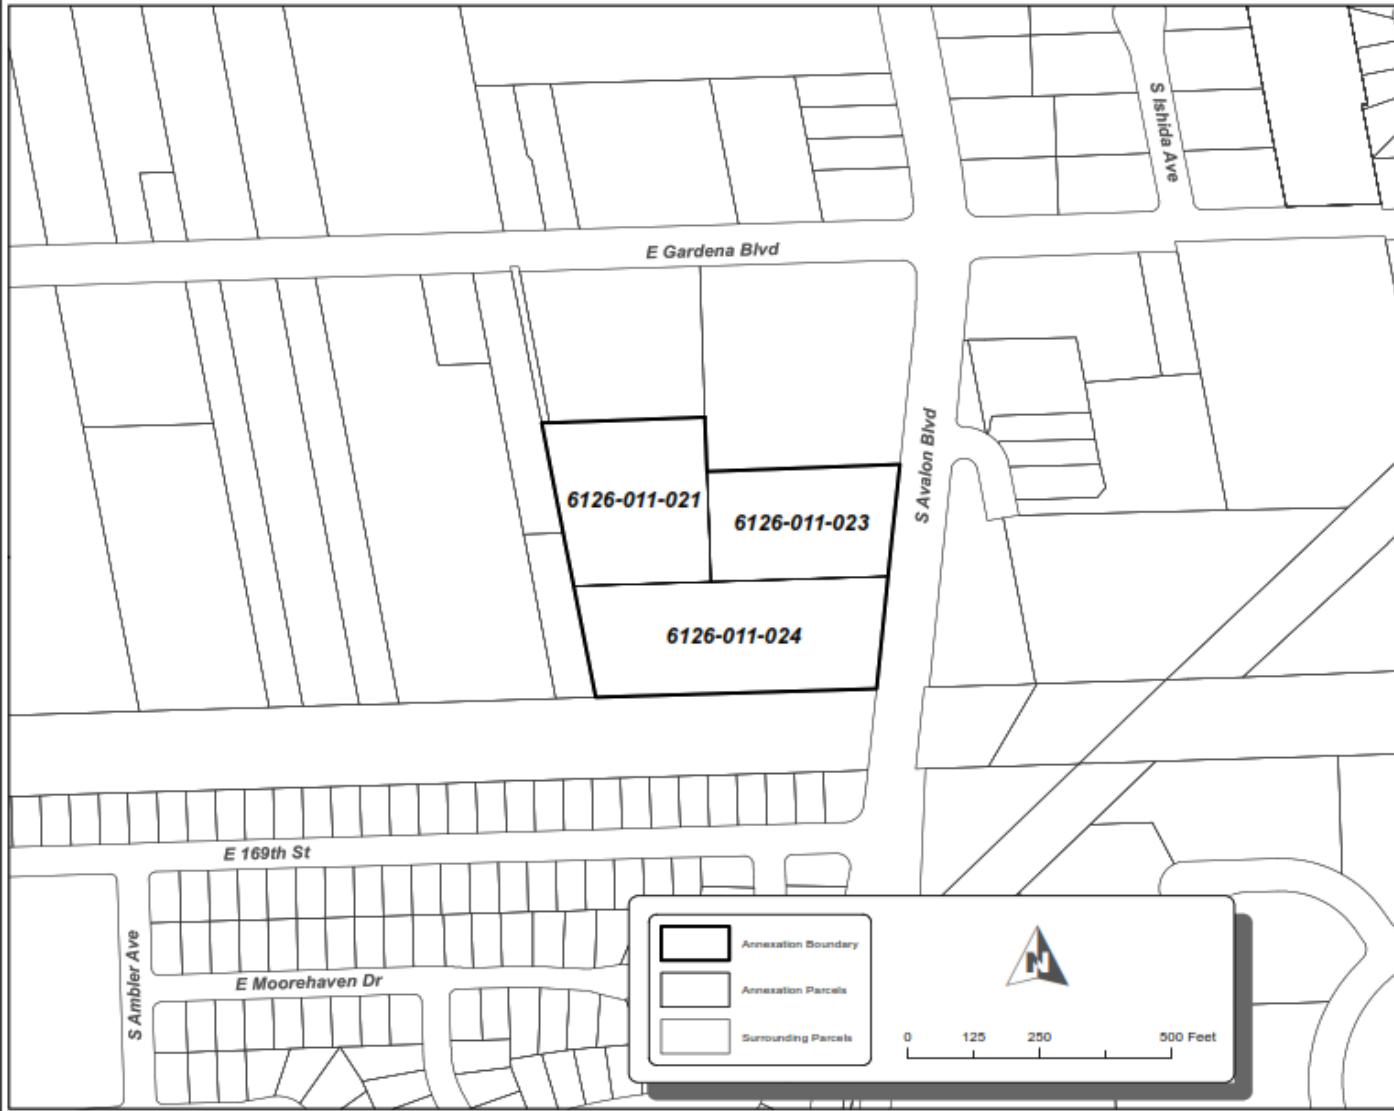 S Ishida Ave
E Gardena Blvd
S Avalon Blvd
6126-011-021
6126-011-023
6126-011-024
E 169th St
S Ambler Ave
E Moorehaven Dr
Annexation Boundary
Annexation Parcels
Surrounding Parcels
N
0 125 250 500 Feet